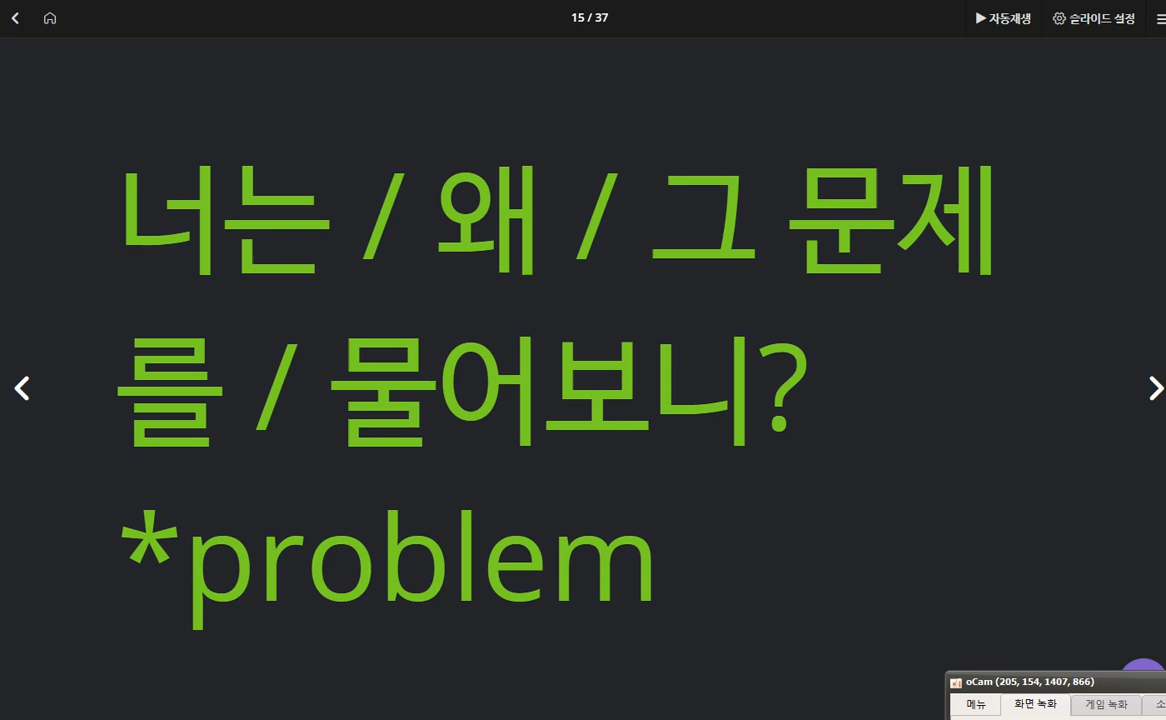 15 / 37
자동재생
슬라이드 설정
너는 / 왜 / 그 문제
를 / 물어보니?
*problem
oCam (205, 154, 1407, 866)
메뉴
화면 녹화
게임 녹화
소